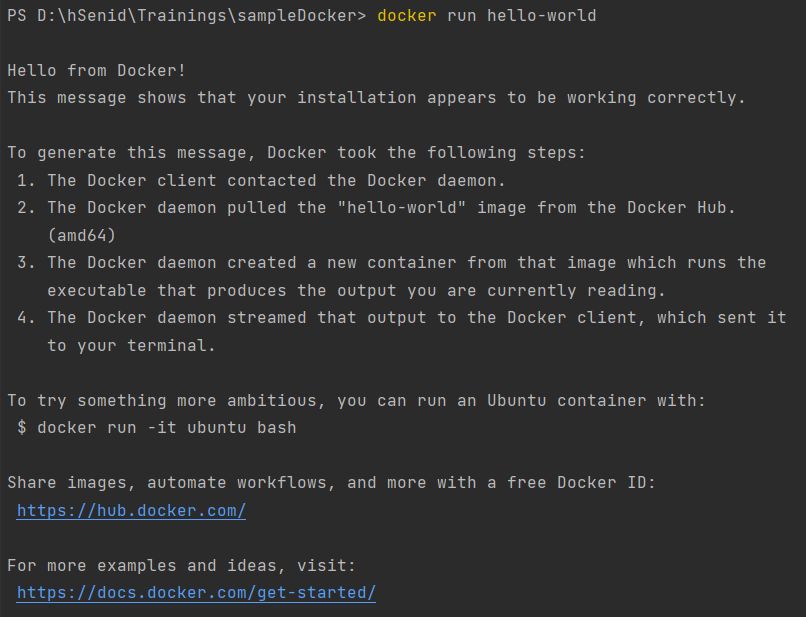 PS D:\hSenid\Trainings\sampleDocker> docker run hello-world
Hello from Docker!
This message shows that your installation appears to be working correctly.
To generate this message, Docker took the following steps:
1. The Docker client contacted the Docker daemon.
2. The Docker daemon pulled the "hello-world" image from the Docker Hub.
(amd64)
3. The Docker daemon created a new container from that image which runs the
executable that produces the output you are currently reading.
4. The Docker daemon streamed that output to the Docker client, which sent it
to your terminal.
To try something more ambitious, you can run an Ubuntu container with:
$ docker run -it ubuntu bash
Share images, automate workflows, and more with a free Docker ID:
https://hub.docker.com/
For more examples and ideas, visit:
https://docs.docker.com/get-started/